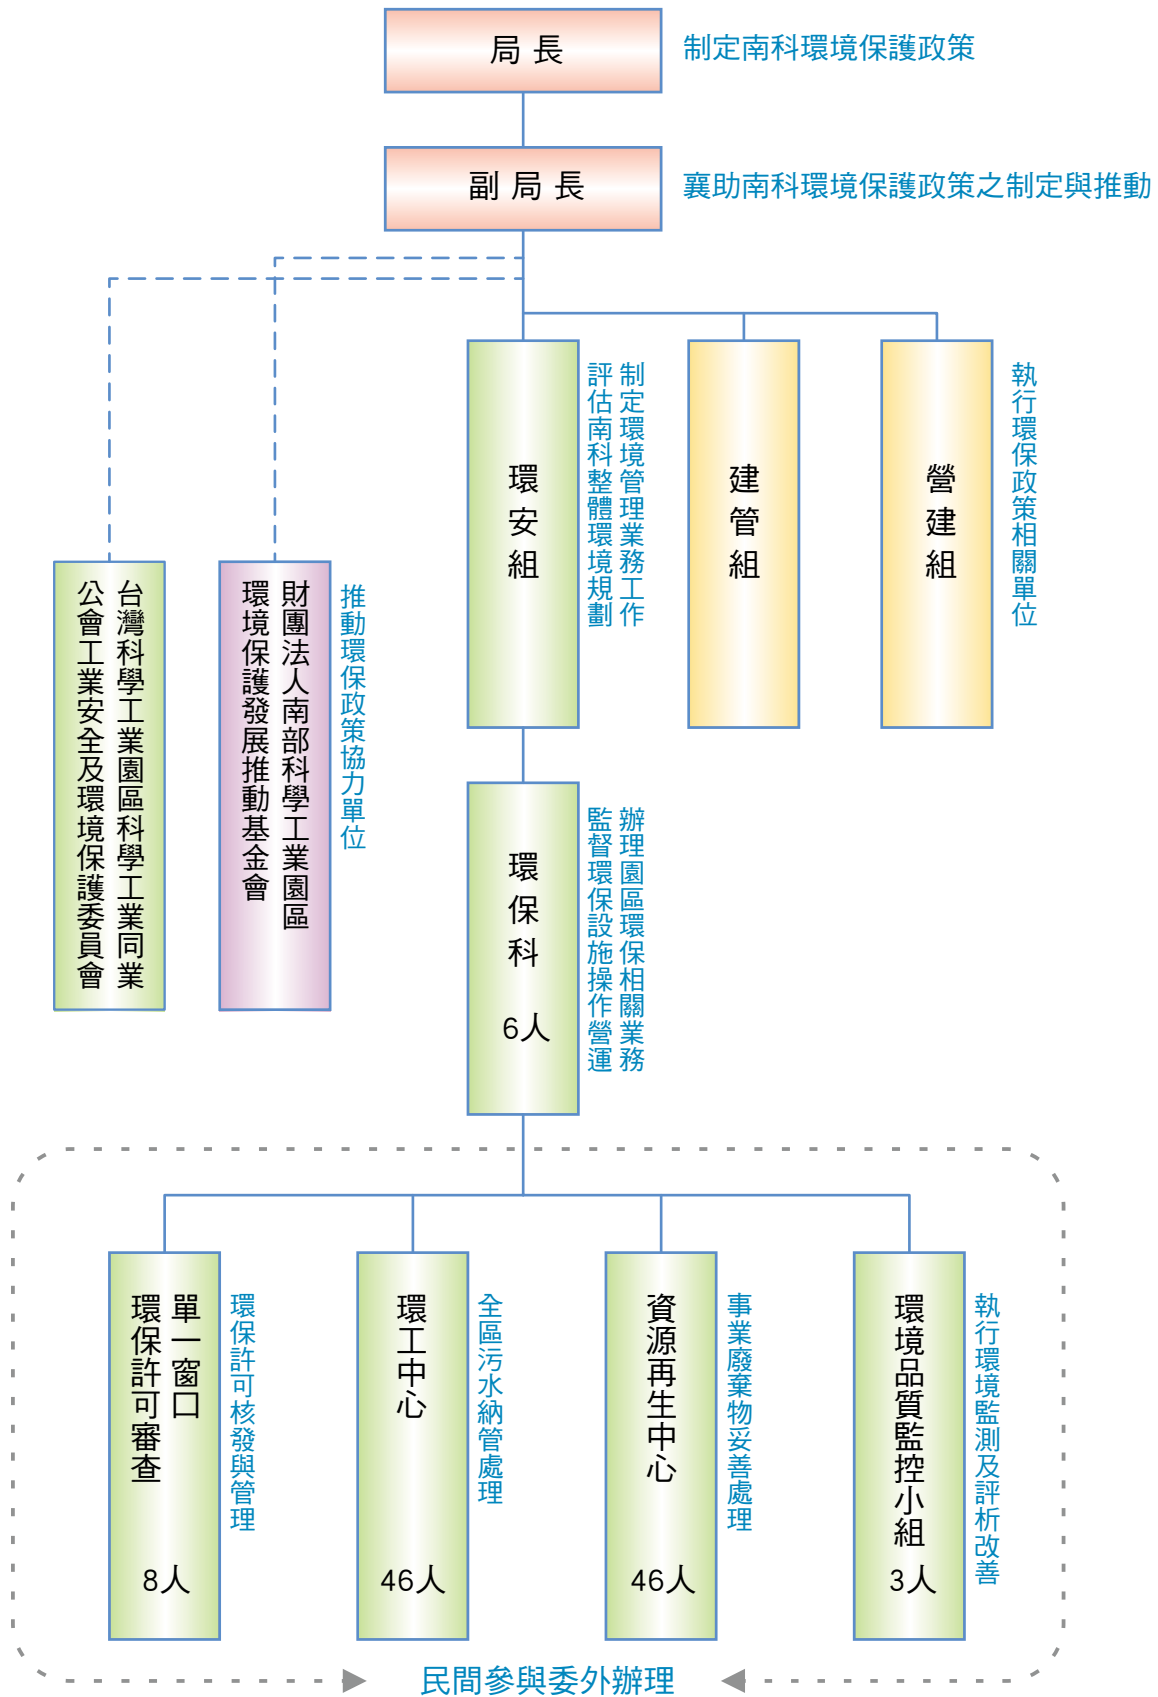 局長
制定南科環境保護政策
副局長
襄助南科環境保護政策之制定與推動
環安組
制定環境管理業務工作
評估南科整體環境規劃
建管組
營建組
執行環保政策相關單位
台灣科學工業園區科學工業同業
公會工業安全及環境保護委員會
財團法人南部科學工業園區
環境保護發展推動基金會
推動環保政策協力單位
環保科
6人
辦理園區環保相關業務
監督環保設施操作營運
單一窗口
環保許可審查
8人
環保許可核發與管理
環工中心
46人
全區污水納管處理
資源再生中心
46人
事業廢棄物妥善處理
環境品質監控小組
3人
執行環境監測及評析改善
民間參與委外辦理